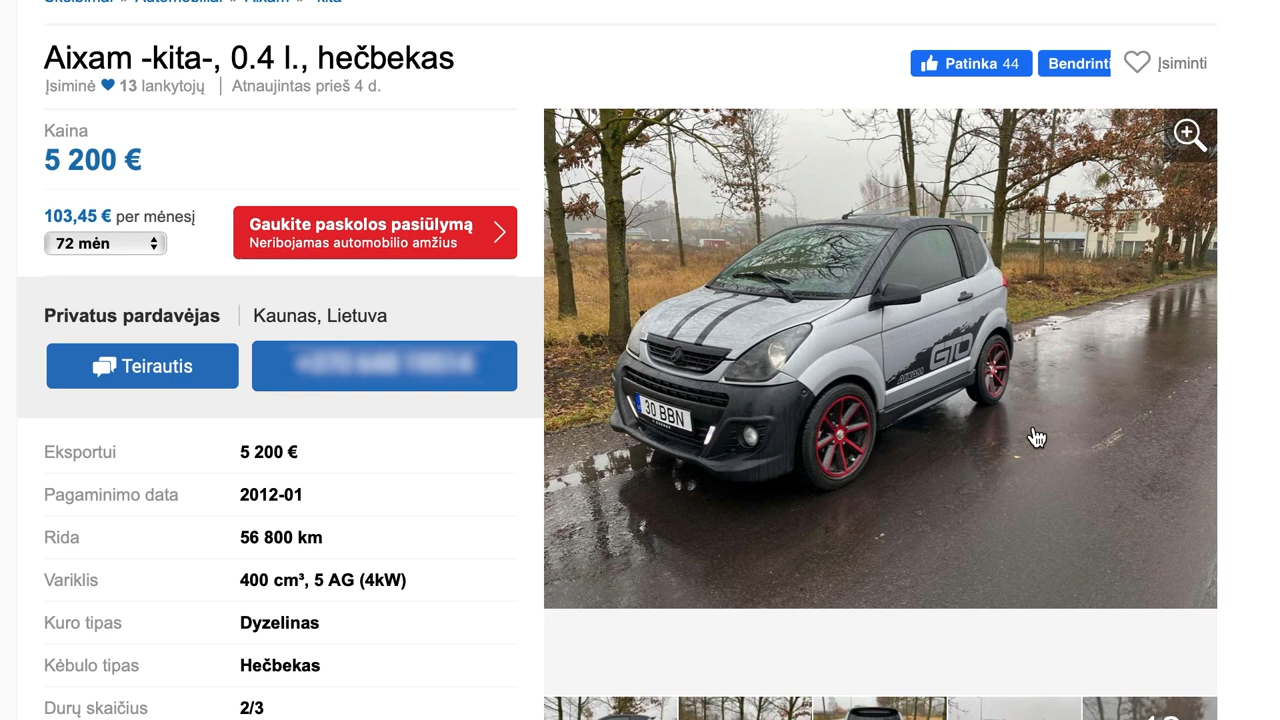 Aixam -kita-, 0.4 l., hečbekas
Įsiminė 13 lankytojų | Atnaujintas prieš 4 d.
Patinka 44
Bendrinti
Įsiminti
Kaina
5 200 €
103,45 € per mėnesį
72 mėn
Gaukite paskolos pasiūlymą
Neribojamas automobilio amžius
Privatus pardavėjas | Kaunas, Lietuva
Teirautis
Eksportui 5 200 €
Pagaminimo data 2012-01
Rida 56 800 km
Variklis 400 cm³, 5 AG (4kW)
Kuro tipas Dyzelinas
Kėbulo tipas Hečbekas
Durų skaičius 2/3
30 BBN
AIXAM GTO